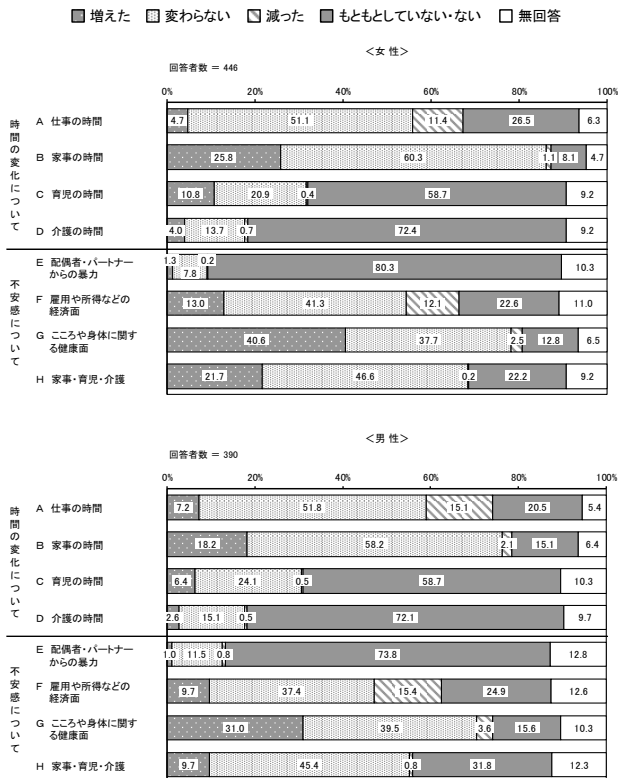 増えた 変わらない 減った もともとしていない・ない 無回答
＜女 性＞
回答者数 = 446
0% 20% 40% 60% 80% 100%
時間の変化について
A 仕事の時間 4.7 51.1 11.4 26.5 6.3
B 家事の時間 25.8 60.3 1.1 8.1 4.7
C 育児の時間 10.8 20.9 0.4 58.7 9.2
D 介護の時間 4.0 13.7 0.7 72.4 9.2
不安感について
E 配偶者・パートナー
からの暴力 1.3 7.8 0.2 80.3 10.3
F 雇用や所得などの
経済面 13.0 41.3 12.1 22.6 11.0
G こころや身体に関す
る健康面 40.6 37.7 2.5 12.8 6.5
H 家事・育児・介護 21.7 46.6 0.2 22.2 9.2
＜男 性＞
回答者数 = 390
0% 20% 40% 60% 80% 100%
時間の変化について
A 仕事の時間 7.2 51.8 15.1 20.5 5.4
B 家事の時間 18.2 58.2 2.1 15.1 6.4
C 育児の時間 6.4 24.1 0.5 58.7 10.3
D 介護の時間 2.6 15.1 0.5 72.1 9.7
不安感について
E 配偶者・パートナー
からの暴力 1.0 11.5 0.8 73.8 12.8
F 雇用や所得などの
経済面 9.7 37.4 15.4 24.9 12.6
G こころや身体に関す
る健康面 31.0 39.5 3.6 15.6 10.3
H 家事・育児・介護 9.7 45.4 0.8 31.8 12.3